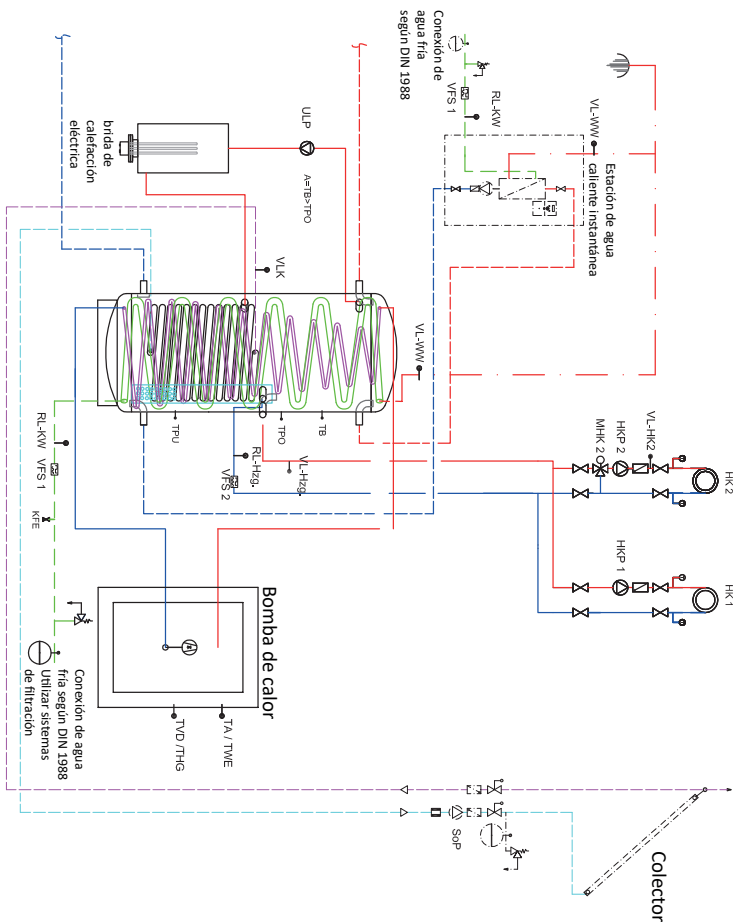 Conexión de
agua fría
según DIN 1988
VFS 1
RL-KW
VL-WW
Estación de agua
caliente instantánea
brida de
calefacción
eléctrica
ULP
A=TB>TPO
VLK
VL-WW
TPU
TPO
TB
RL-KW
VFS 1
KFE
RL-Hzg.
VFS 2
VL-Hzg.
MHK 2
HKP 2
VL-HK2
HK 2
HKP 1
HK 1
Bomba de calor
TVD /THG
TA / TWE
Conexión de agua
fría según DIN 1988
Utilizar sistemas
de filtración
SoP
Colector